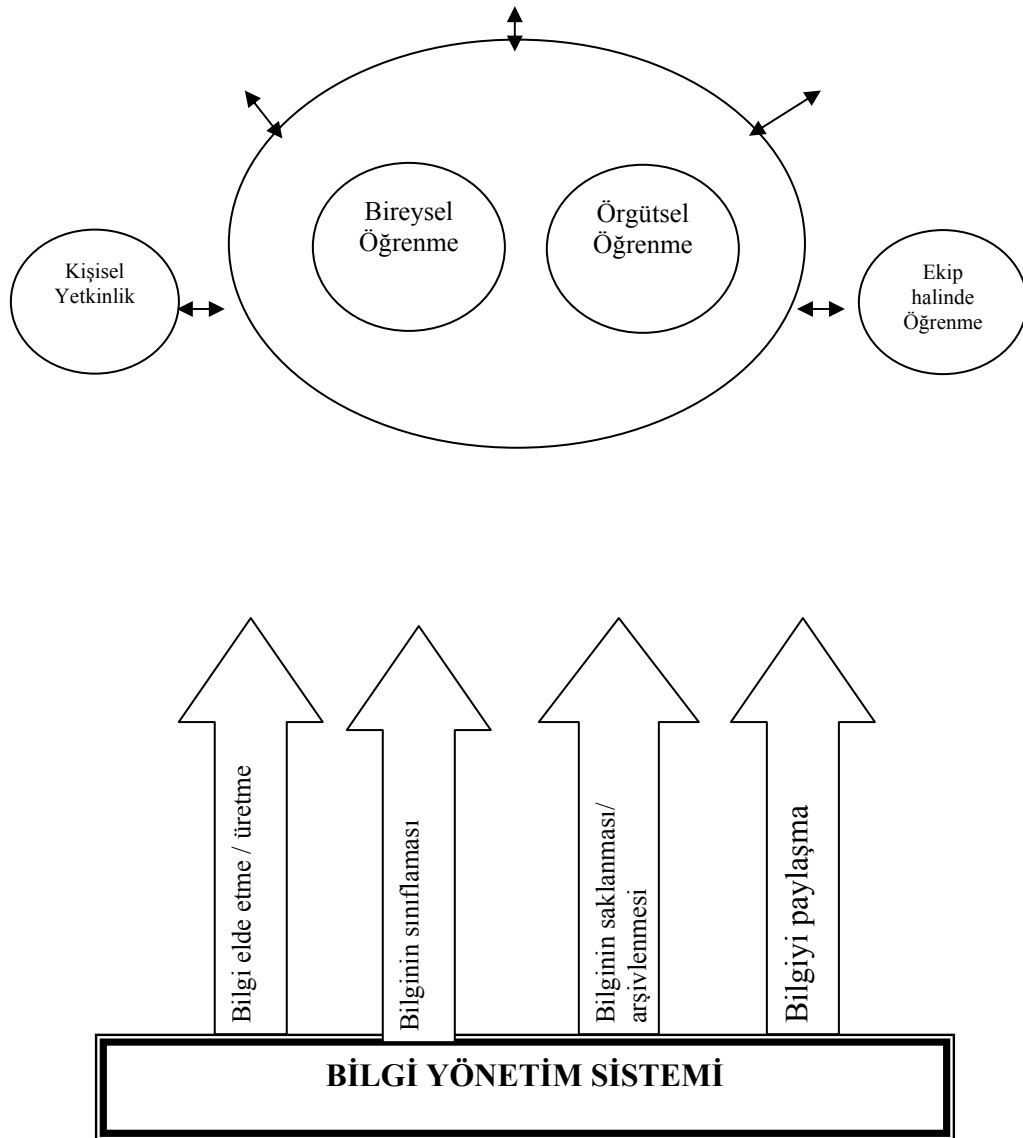 Bireysel
Öğrenme
Örgütsel
Öğrenme
Kişisel
Yetkinlik
Ekip
halinde
Öğrenme
Bilgi elde etme / üretme
Bilginin sınıflaması
Bilginin saklanması/
arşivlenmesi
Bilgiyi paylaşma
BİLGİ YÖNETİM SİSTEMİ